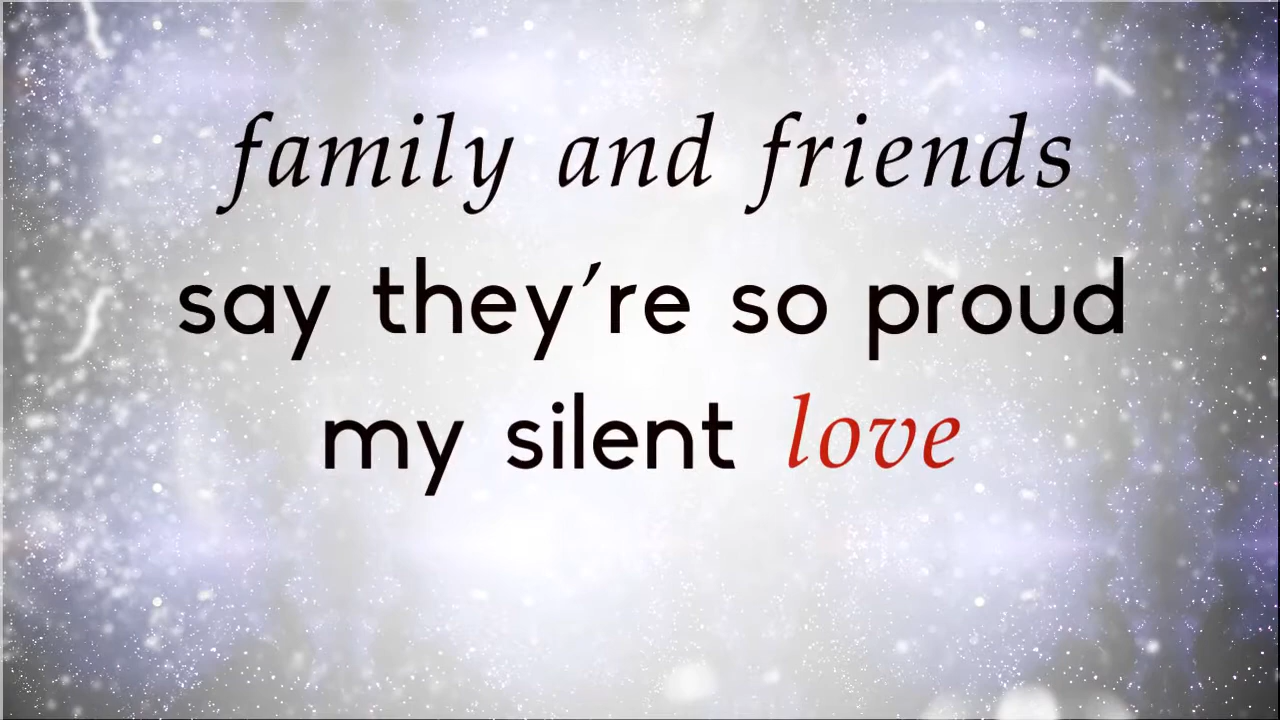 family and friends
say they're so proud
my silent love